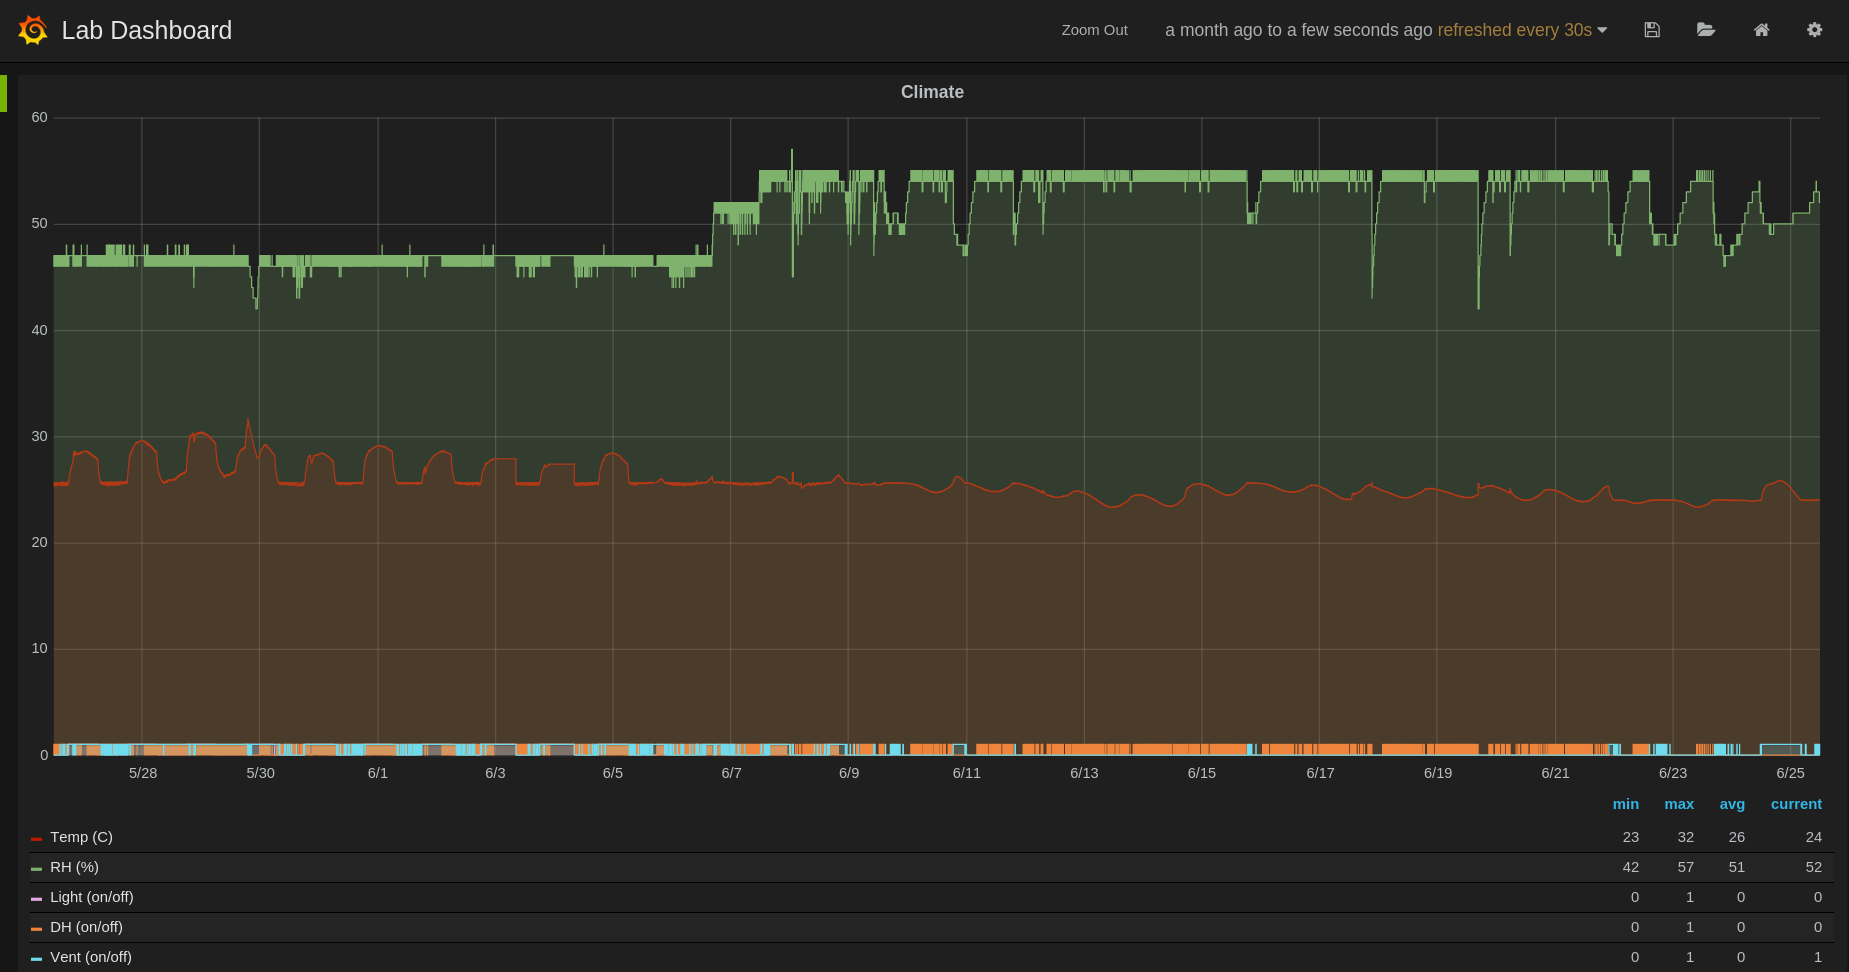 Lab Dashboard
Zoom Out a month ago to a few seconds ago refreshed every 30s
Climate
60
50
40
30
20
10
0
5/28 5/30 6/1 6/3 6/5 6/7 6/9 6/11 6/13 6/15 6/17 6/19 6/21 6/23 6/25
min max avg current
Temp (C) 23 32 26 24
RH (%) 42 57 51 52
Light (on/off) 0 1 0 0
DH (on/off) 0 1 0 0
Vent (on/off) 0 1 0 1